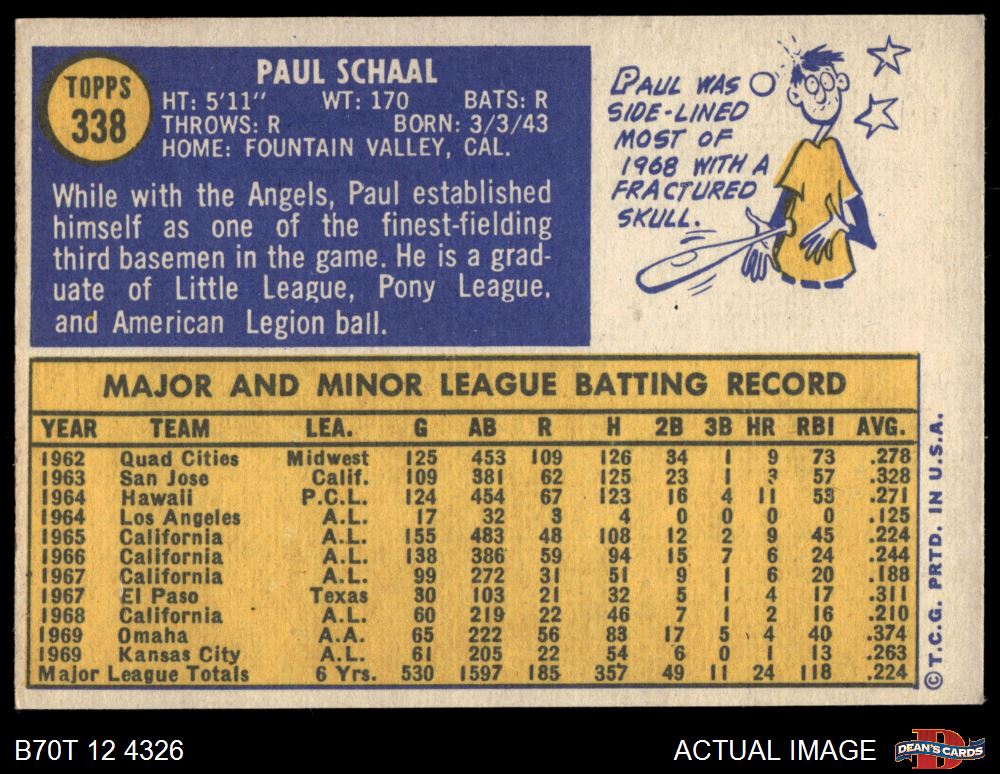 TOPPS
338
PAUL SCHAAL
HT: 5'11" WT: 170 BATS: R
THROWS: R BORN: 3/3/43
HOME: FOUNTAIN VALLEY, CAL.
While with the Angels, Paul established
himself as one of the finest-fielding
third basemen in the game. He is a grad-
uate of Little League, Pony League,
and American Legion ball.
PAUL WAS
SIDE-LINED
MOST OF
1968 WITH A
FRACTURED
SKULL.
MAJOR AND MINOR LEAGUE BATTING RECORD
YEAR TEAM LEA. G AB R H 2B 3B HR RBI AVG.
1962 Quad Cities Midwest 125 453 109 126 34 1 9 73 .278
1963 San Jose Calif. 109 381 62 125 23 1 3 57 .328
1964 Hawaii P.C.L. 124 454 67 123 16 4 11 53 .271
1964 Los Angeles A.L. 17 32 3 4 0 0 0 0 .125
1965 California A.L. 155 483 48 108 12 2 9 45 .224
1966 California A.L. 138 386 59 94 15 7 6 24 .244
1967 California A.L. 99 272 31 51 9 1 6 20 .188
1967 El Paso Texas 30 103 21 32 5 1 4 17 .311
1968 California A.L. 60 219 22 46 7 1 2 16 .210
1969 Omaha A.A. 65 222 56 83 17 5 4 40 .374
1969 Kansas City A.L. 61 205 22 54 6 0 1 13 .263
Major League Totals 6 Yrs. 530 1597 185 357 49 11 24 118 .224
©T.C.G. PRTD. IN U.S.A.
B70T 12 4326
ACTUAL IMAGE
D
DEAN'S CARDS